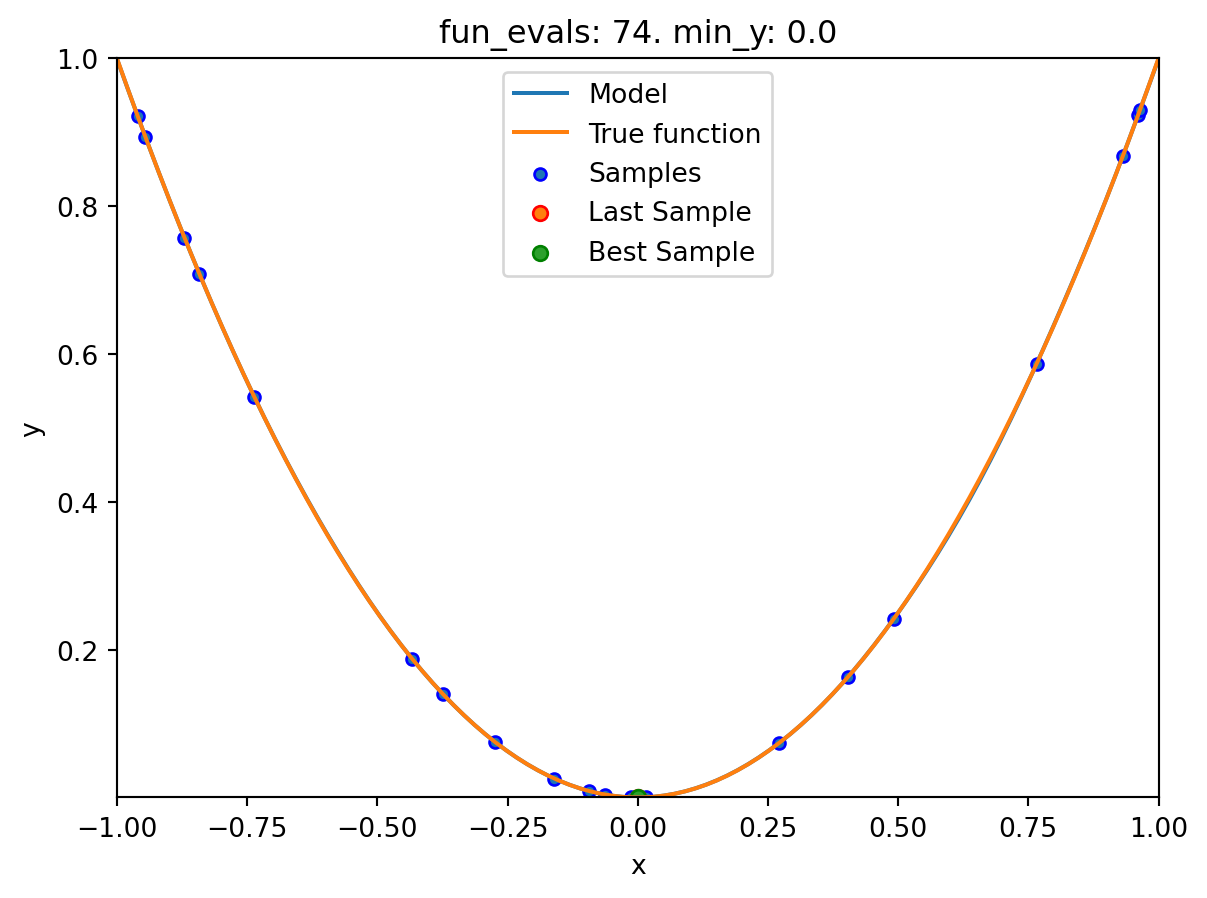 fun_evals: 74. min_y: 0.0
Model
True function
Samples
Last Sample
Best Sample
1.0
0.8
0.6
0.4
0.2
y
−1.00 −0.75 −0.50 −0.25 0.00 0.25 0.50 0.75 1.00
x